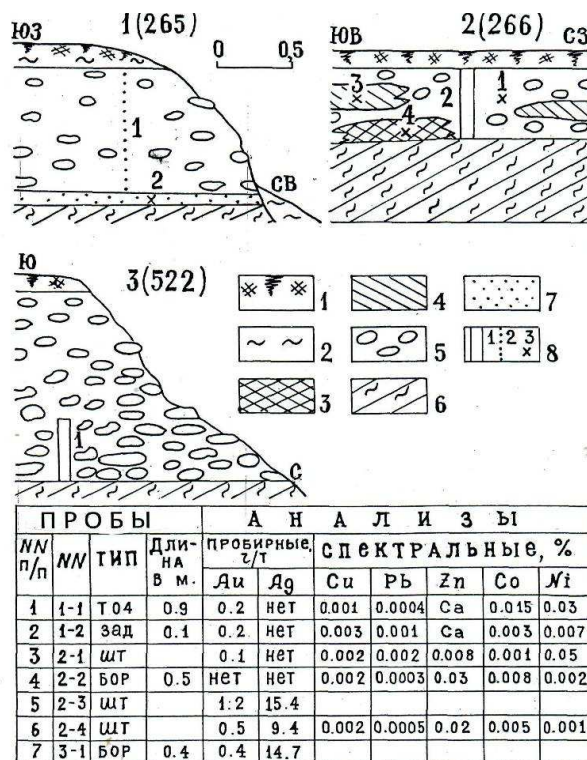 ЮЗ 1(265) 0 0,5
1
2
СВ
ЮВ 2(266) СЗ
3 4 2 1
Ю 3(522)
1
С
1 4 7
2 5 1 2 3 8
3 6
ПРОБЫ АНАЛИЗЫ
NN п/п NN ТИП ДЛИ-НА В М. ПРОБИРНЫЕ, г/т СПЕКТРАЛЬНЫЕ, %
Au Ag Cu Pb Zn Co Ni
1 1-1 ТО4 0.9 0.2 НЕТ 0.001 0.0004 Ca 0.015 0.03
2 1-2 ЗАД 0.1 0.2 НЕТ 0.003 0.001 Ca 0.003 0.007
3 2-1 ШТ 0.1 НЕТ 0.002 0.002 0.008 0.001 0.05
4 2-2 БОР 0.5 НЕТ НЕТ 0.002 0.0003 0.03 0.008 0.002
5 2-3 ШТ 1:2 15.4
6 2-4 ШТ 0.5 9.4 0.002 0.0005 0.02 0.005 0.001
7 3-1 БОР 0.4 0.4 14.7